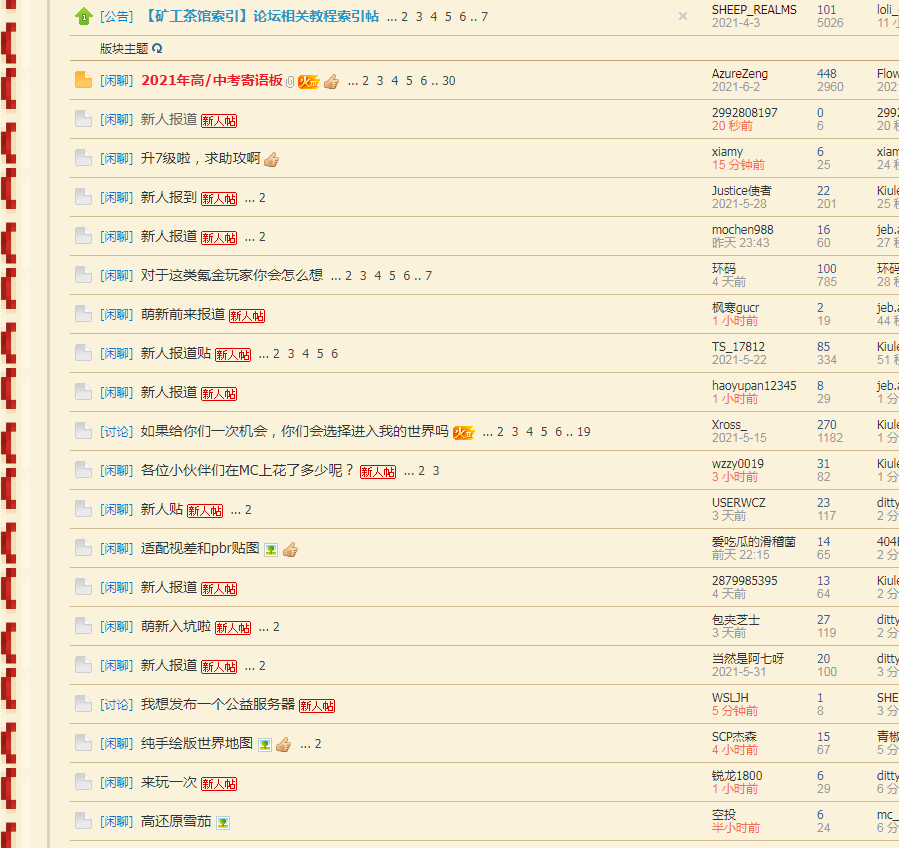 [公告] 【矿工茶馆索引】论坛相关教程索引帖 ... 2 3 4 5 6 .. 7 SHEEP_REALMS 101 loli_
2021-4-3 5026 11
版块主题
[闲聊] 2021年高/中考寄语板 火 ... 2 3 4 5 6 .. 30 AzureZeng 448 Flow
2021-6-2 2960 202
[闲聊] 新人报道 新人帖 2992808197 0 299
20 秒前 6 20
[闲聊] 升7级啦，求助攻啊 xiamy 6 xiam
15 分钟前 25 24
[闲聊] 新人报到 新人帖 ... 2 Justice使者 22 Kiule
2021-5-28 201 25
[闲聊] 新人报道 新人帖 ... 2 mochen988 16 jeb.a
昨天 23:43 60 27
[闲聊] 对于这类氪金玩家你会怎么想 ... 2 3 4 5 6 .. 7 环码 100 环码
4 天前 785 28
[闲聊] 萌新前来报道 新人帖 枫寒gucr 2 jeb.a
1 小时前 19 44
[闲聊] 新人报道贴 新人帖 ... 2 3 4 5 6 TS_17812 85 Kiule
2021-5-22 334 51
[闲聊] 新人报道 新人帖 haoyupan12345 8 jeb.a
1 小时前 29 1 分
[讨论] 如果给你们一次机会，你们会选择进入我的世界吗 火 ... 2 3 4 5 6 .. 19 Xross_ 270 Kiule
2021-5-15 1182 1 分
[闲聊] 各位小伙伴们在MC上花了多少呢？ 新人帖 ... 2 3 wzzy0019 31 Kiule
3 小时前 82 1 分
[闲聊] 新人贴 新人帖 ... 2 USERWCZ 23 ditty
3 天前 117 2 分
[闲聊] 适配视差和pbr贴图 爱吃瓜的滑稽菌 14 404
前天 22:15 65 2 分
[闲聊] 新人报道 新人帖 2879985395 13 Kiule
4 天前 64 2 分
[闲聊] 萌新入坑啦 新人帖 ... 2 包夹芝士 27 ditty
3 天前 119 2 分
[闲聊] 新人报道 新人帖 ... 2 当然是阿七呀 20 ditty
2021-5-31 100 3 分
[讨论] 我想发布一个公益服务器 新人帖 WSLJH 1 SHE
5 分钟前 8 3 分
[闲聊] 纯手绘版世界地图 ... 2 SCP杰森 15 青椒
4 小时前 67 5 分
[闲聊] 来玩一次 新人帖 锐龙1800 6 ditty
1 小时前 29 6 分
[闲聊] 高还原雪茄 空投 6 mc_
半小时前 24 6 分